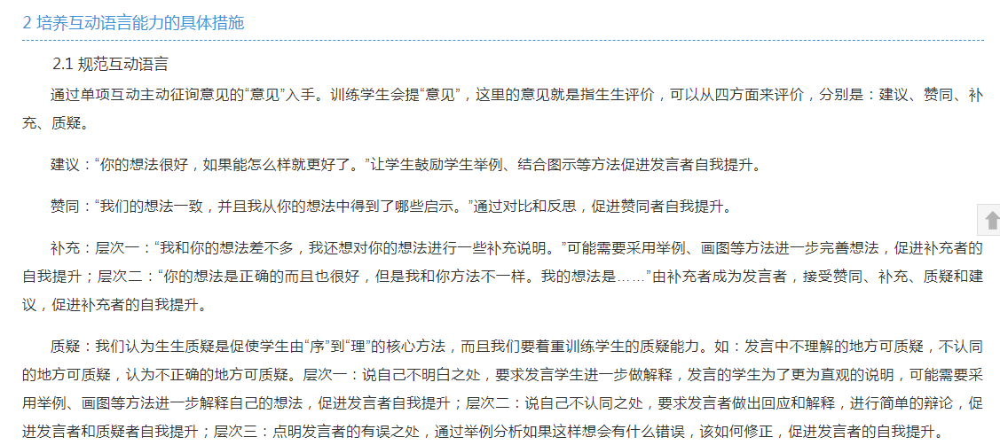 2 培养互动语言能力的具体措施
2.1 规范互动语言
通过单项互动主动征询意见的“意见”入手。训练学生会提“意见”，这里的意见就是指生生评价，可以从四方面来评价，分别是：建议、赞同、补
充、质疑。
建议：“你的想法很好，如果能怎么样就更好了。”让学生鼓励学生举例、结合图示等方法促进发言者自我提升。
赞同：“我们的想法一致，并且我从你的想法中得到了哪些启示。”通过对比和反思，促进赞同者自我提升。
补充：层次一：“我和你的想法差不多，我还想对你的想法进行一些补充说明。”可能需要采用举例、画图等方法进一步完善想法，促进补充者的
自我提升；层次二：“你的想法是正确的而且也很好，但是我和你方法不一样。我的想法是……”由补充者成为发言者，接受赞同、补充、质疑和建
议，促进补充者的自我提升。
质疑：我们认为生生质疑是促使学生由“序”到“理”的核心方法，而且我们要着重训练学生的质疑能力。如：发言中不理解的地方可质疑，不认同
的地方可质疑，认为不正确的地方可质疑。层次一：说自己不明白之处，要求发言学生进一步做解释，发言的学生为了更为直观的说明，可能需要采
用举例、画图等方法进一步解释自己的想法，促进发言者自我提升；层次二：说自己不认同之处，要求发言者做出回应和解释，进行简单的辩论，促
进发言者和质疑者自我提升；层次三：点明发言者的有误之处，通过举例分析如果这样想会有什么错误，该如何修正，促进发言者的自我提升。